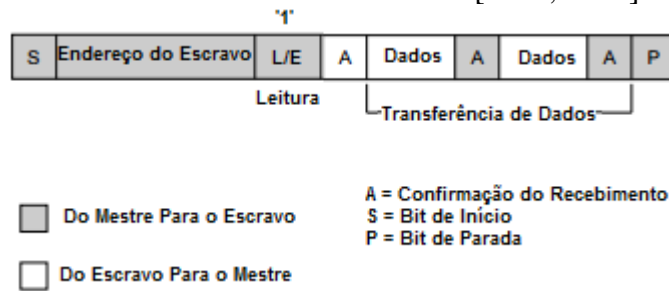 '1'
S Endereço do Escravo L/E A Dados A Dados A P
Leitura
Transferência de Dados
A = Confirmação do Recebimento
Do Mestre Para o Escravo
S = Bit de Início
P = Bit de Parada
Do Escravo Para o Mestre